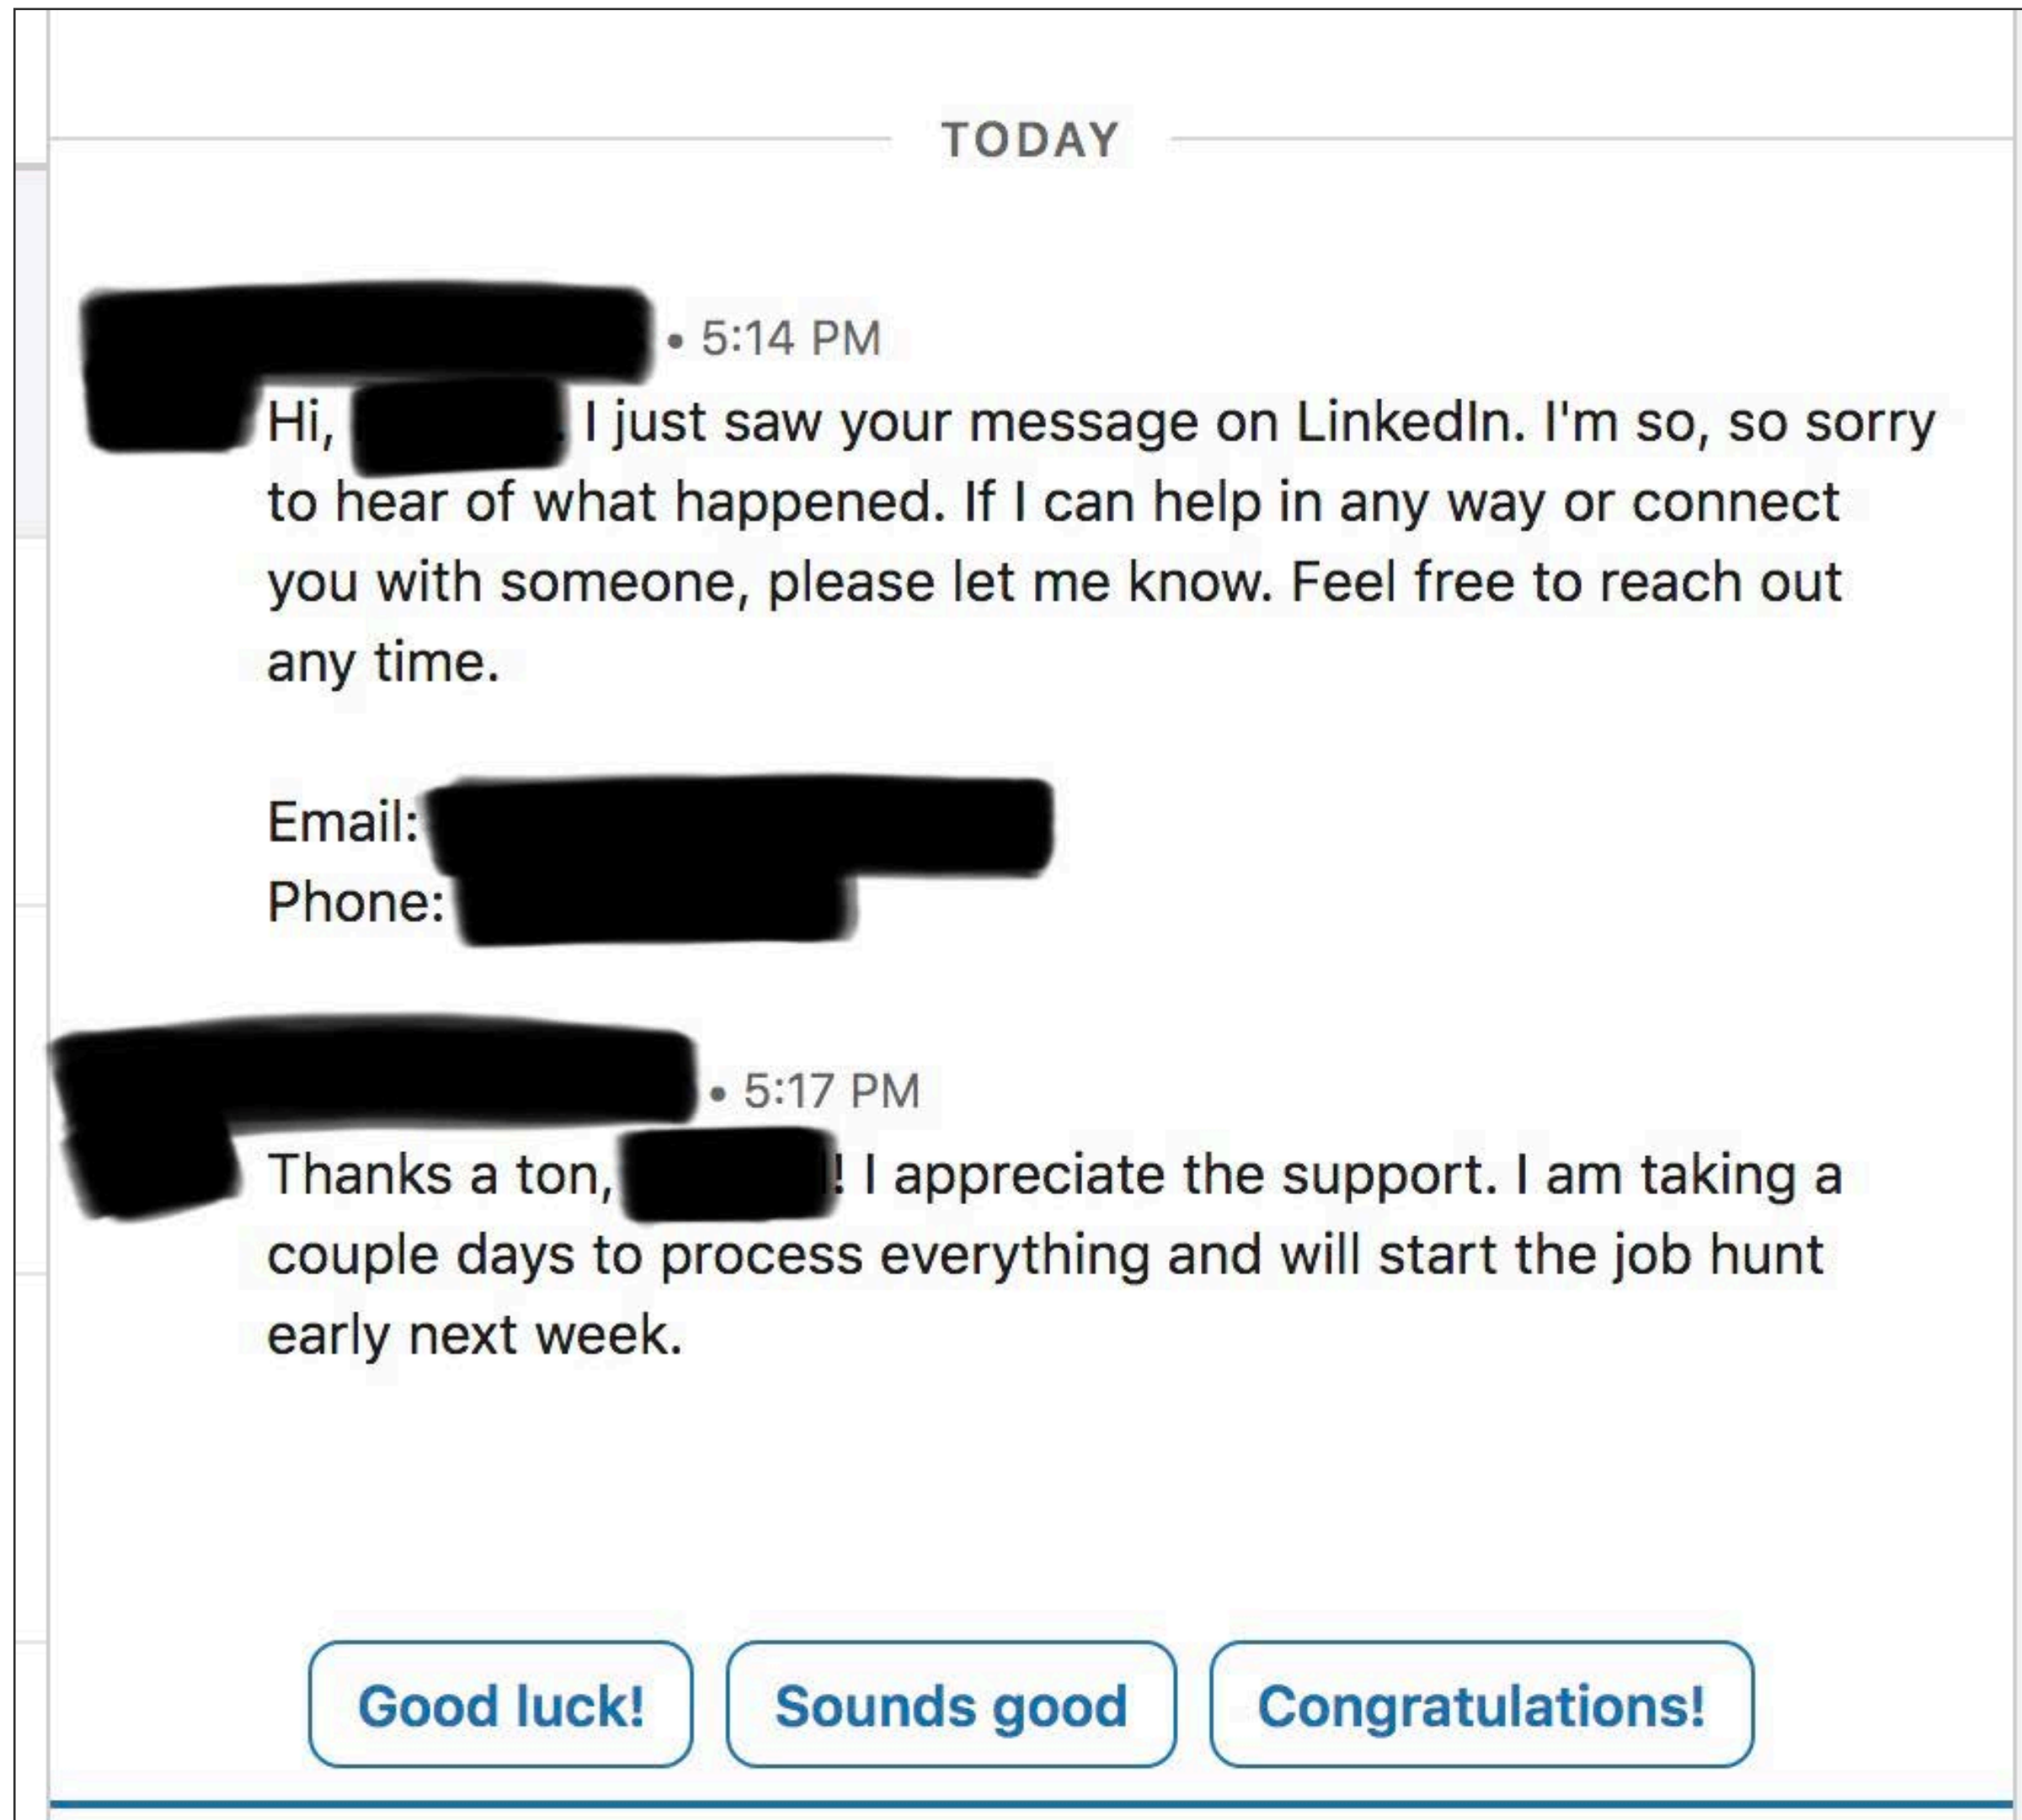 TODAY
• 5:14 PM
Hi, I just saw your message on LinkedIn. I'm so, so sorry
to hear of what happened. If I can help in any way or connect
you with someone, please let me know. Feel free to reach out
any time.
Email:
Phone:
• 5:17 PM
Thanks a ton, ! I appreciate the support. I am taking a
couple days to process everything and will start the job hunt
early next week.
Good luck! Sounds good Congratulations!